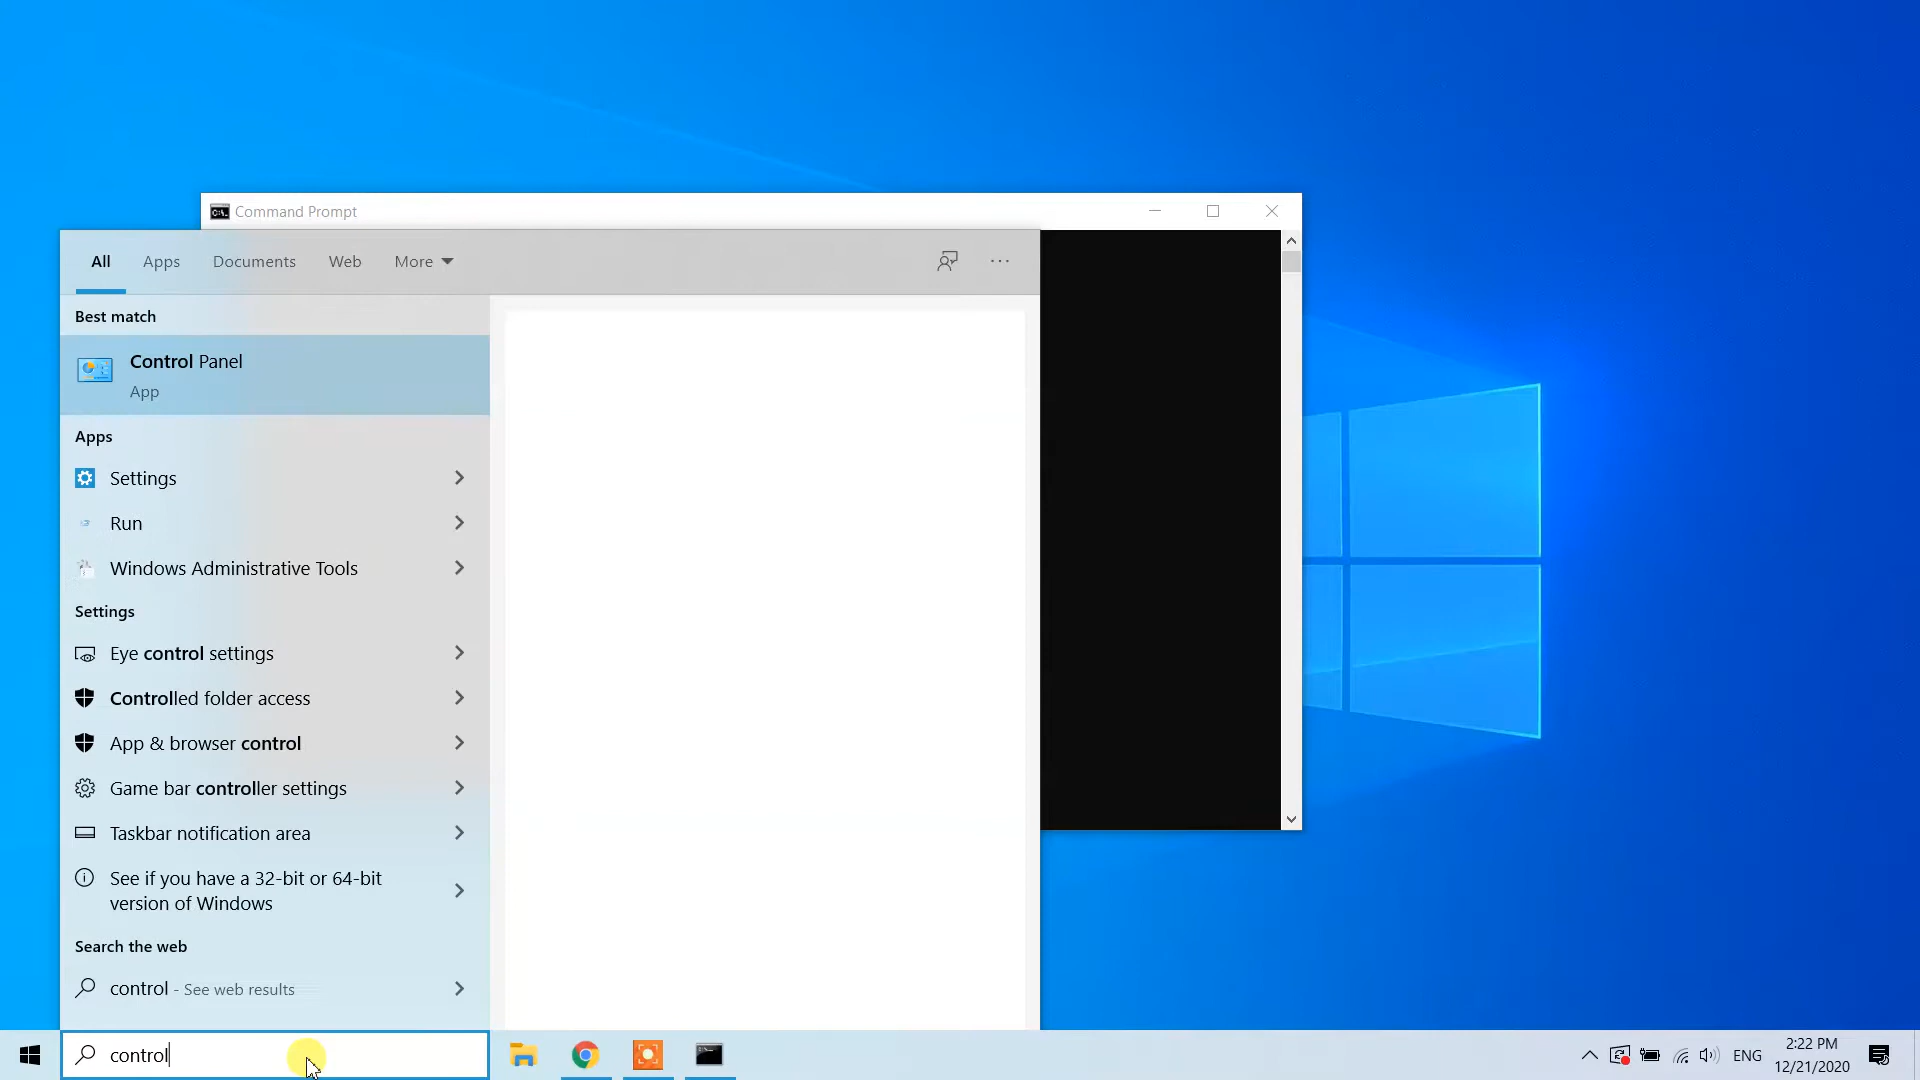 Command Prompt
All Apps Documents Web More
Best match
Control Panel
App
Apps
Settings
Run
Windows Administrative Tools
Settings
Eye control settings
Controlled folder access
App & browser control
Game bar controller settings
Taskbar notification area
See if you have a 32-bit or 64-bit
version of Windows
Search the web
control - See web results
control
ENG
2:22 PM
12/21/2020